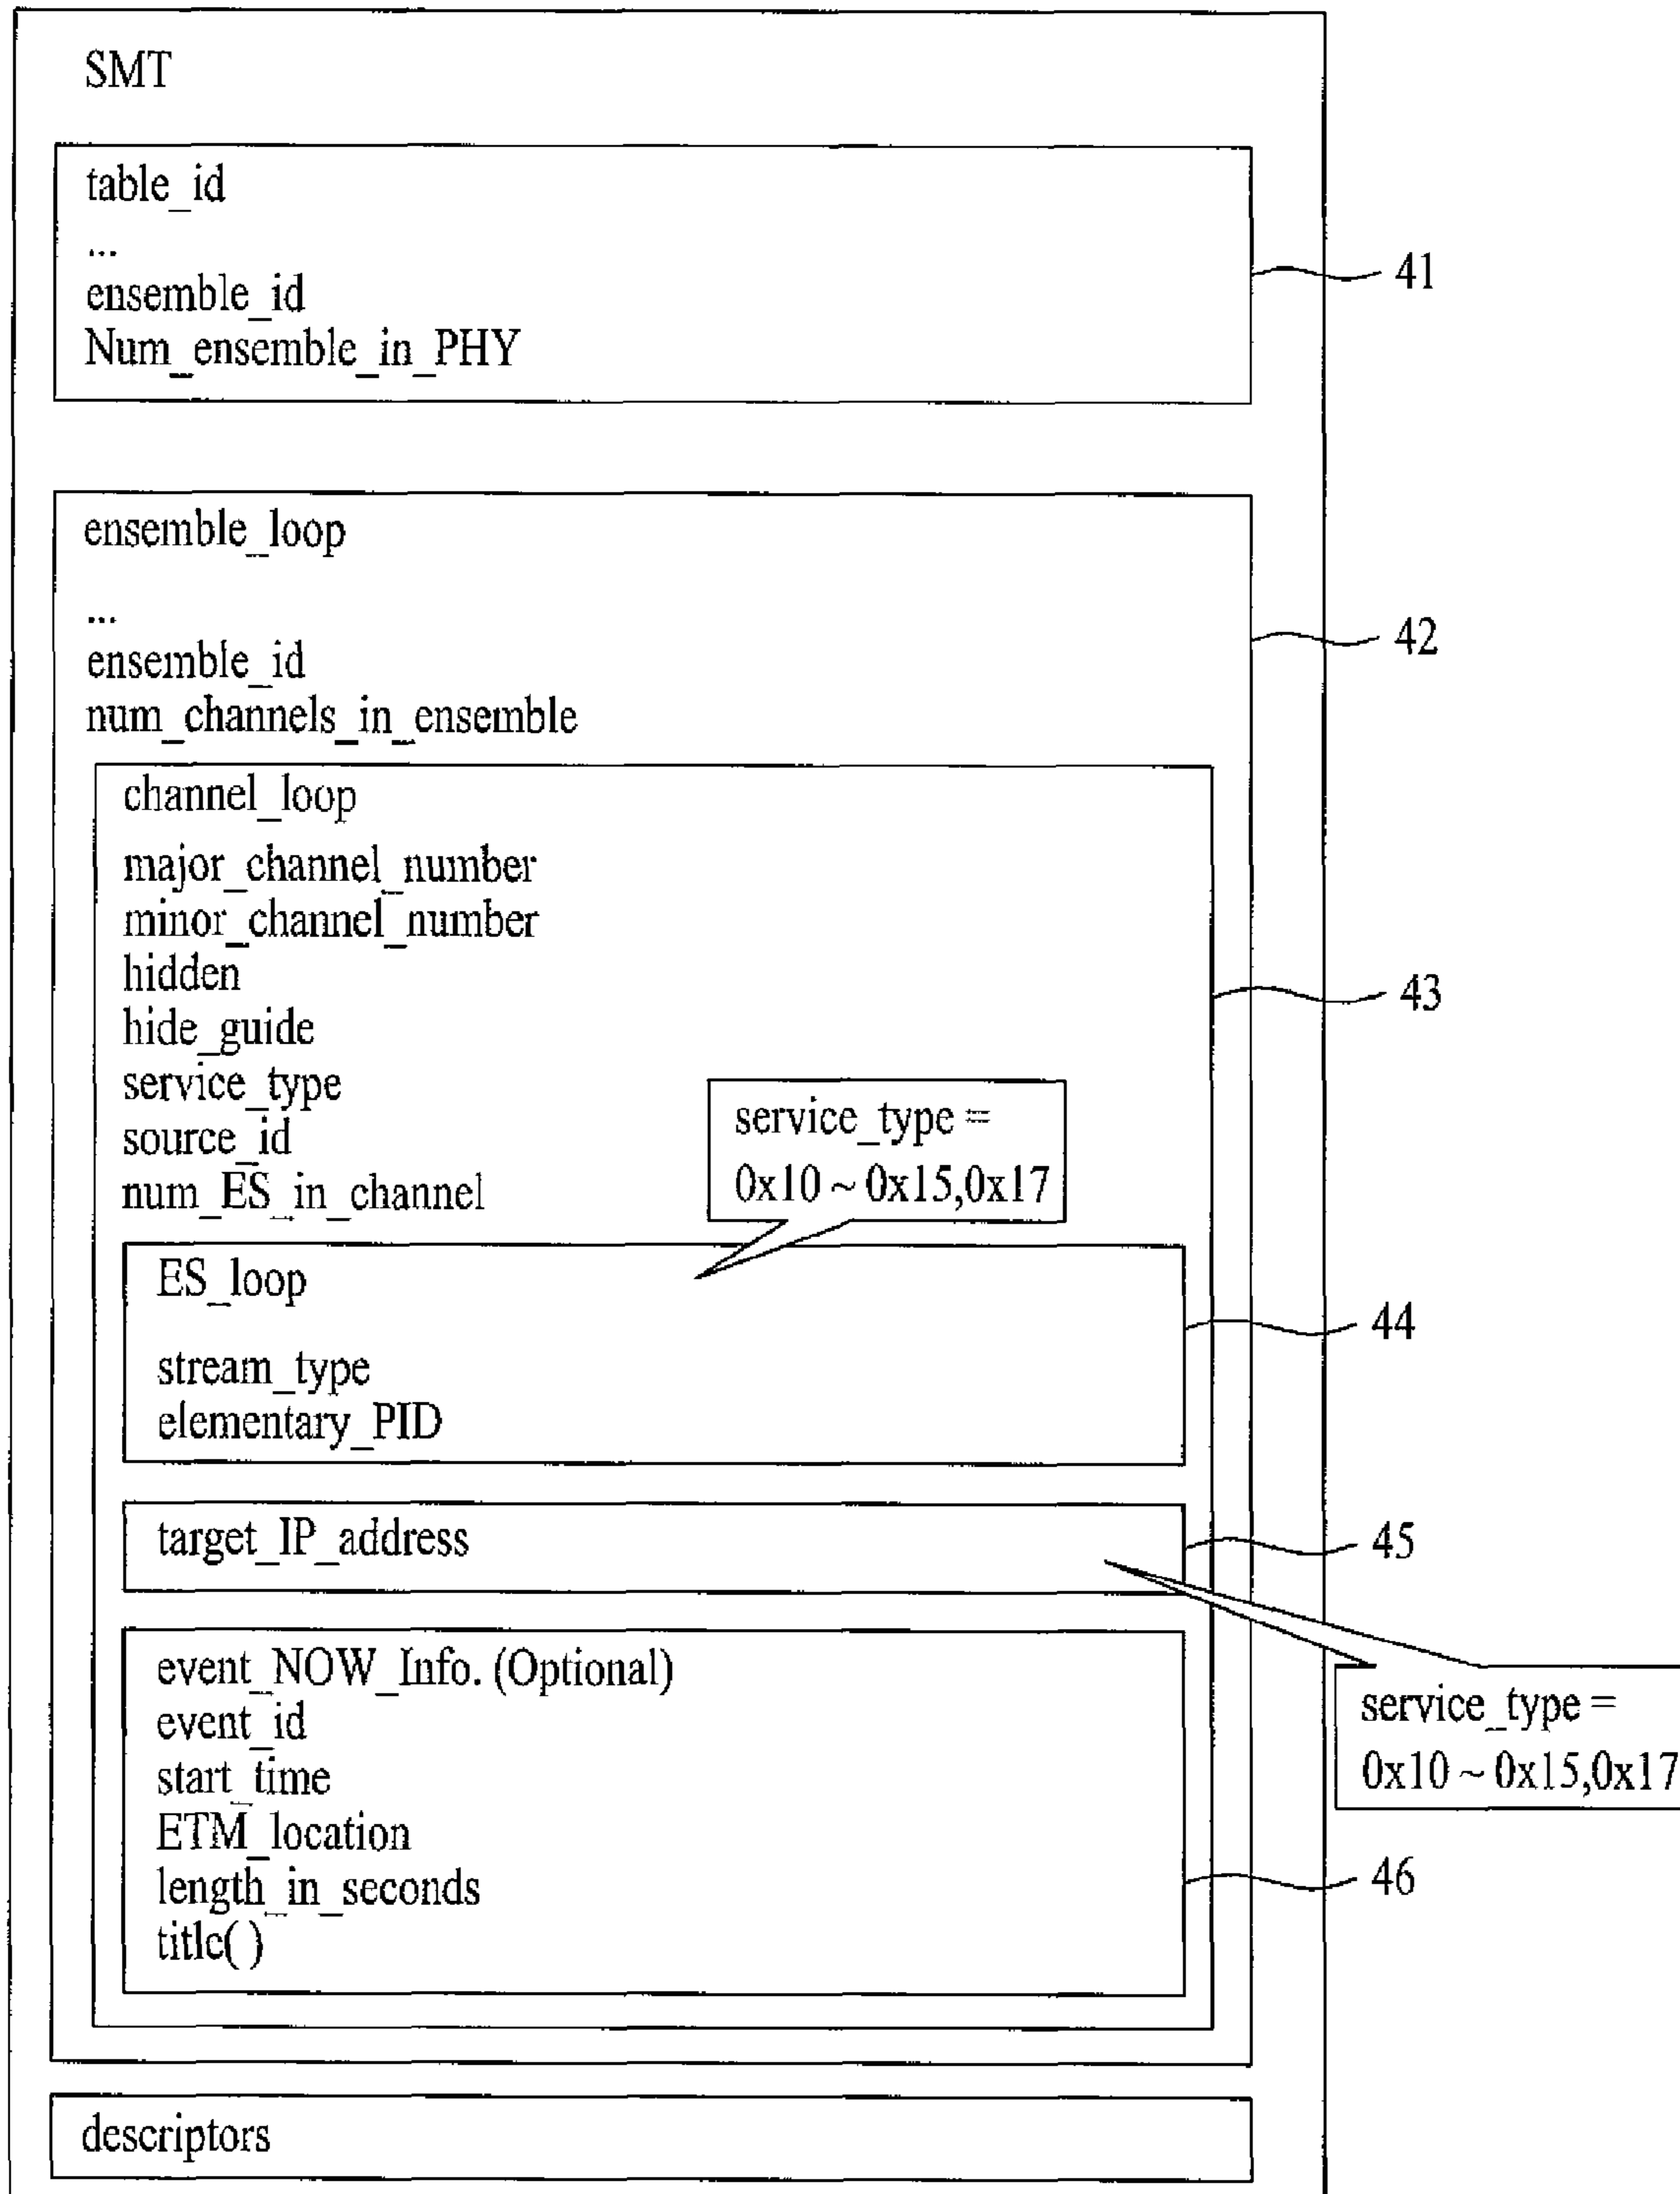 SMT
table_id
...
ensemble_id
Num_ensemble_in_PHY
41
ensemble_loop
...
ensemble_id
num_channels_in_ensemble
42
channel_loop
major_channel_number
minor_channel_number
hidden
hide_guide
service_type
source_id
num_ES_in_channel
43
service_type =
0x10 ~ 0x15,0x17
ES_loop
stream_type
elementary_PID
44
target_IP_address
45
service_type =
0x10 ~ 0x15,0x17
event_NOW_Info. (Optional)
event_id
start_time
ETM_location
length_in_seconds
title( )
46
descriptors